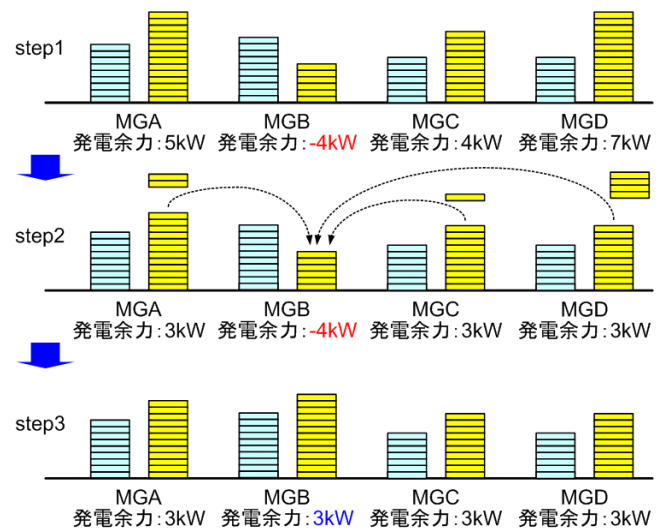 step1
MGA MGB MGC MGD
発電余力:5kW 発電余力:-4kW 発電余力:4kW 発電余力:7kW
step2
MGA MGB MGC MGD
発電余力:3kW 発電余力:-4kW 発電余力:3kW 発電余力:3kW
step3
MGA MGB MGC MGD
発電余力:3kW 発電余力:3kW 発電余力:3kW 発電余力:3kW